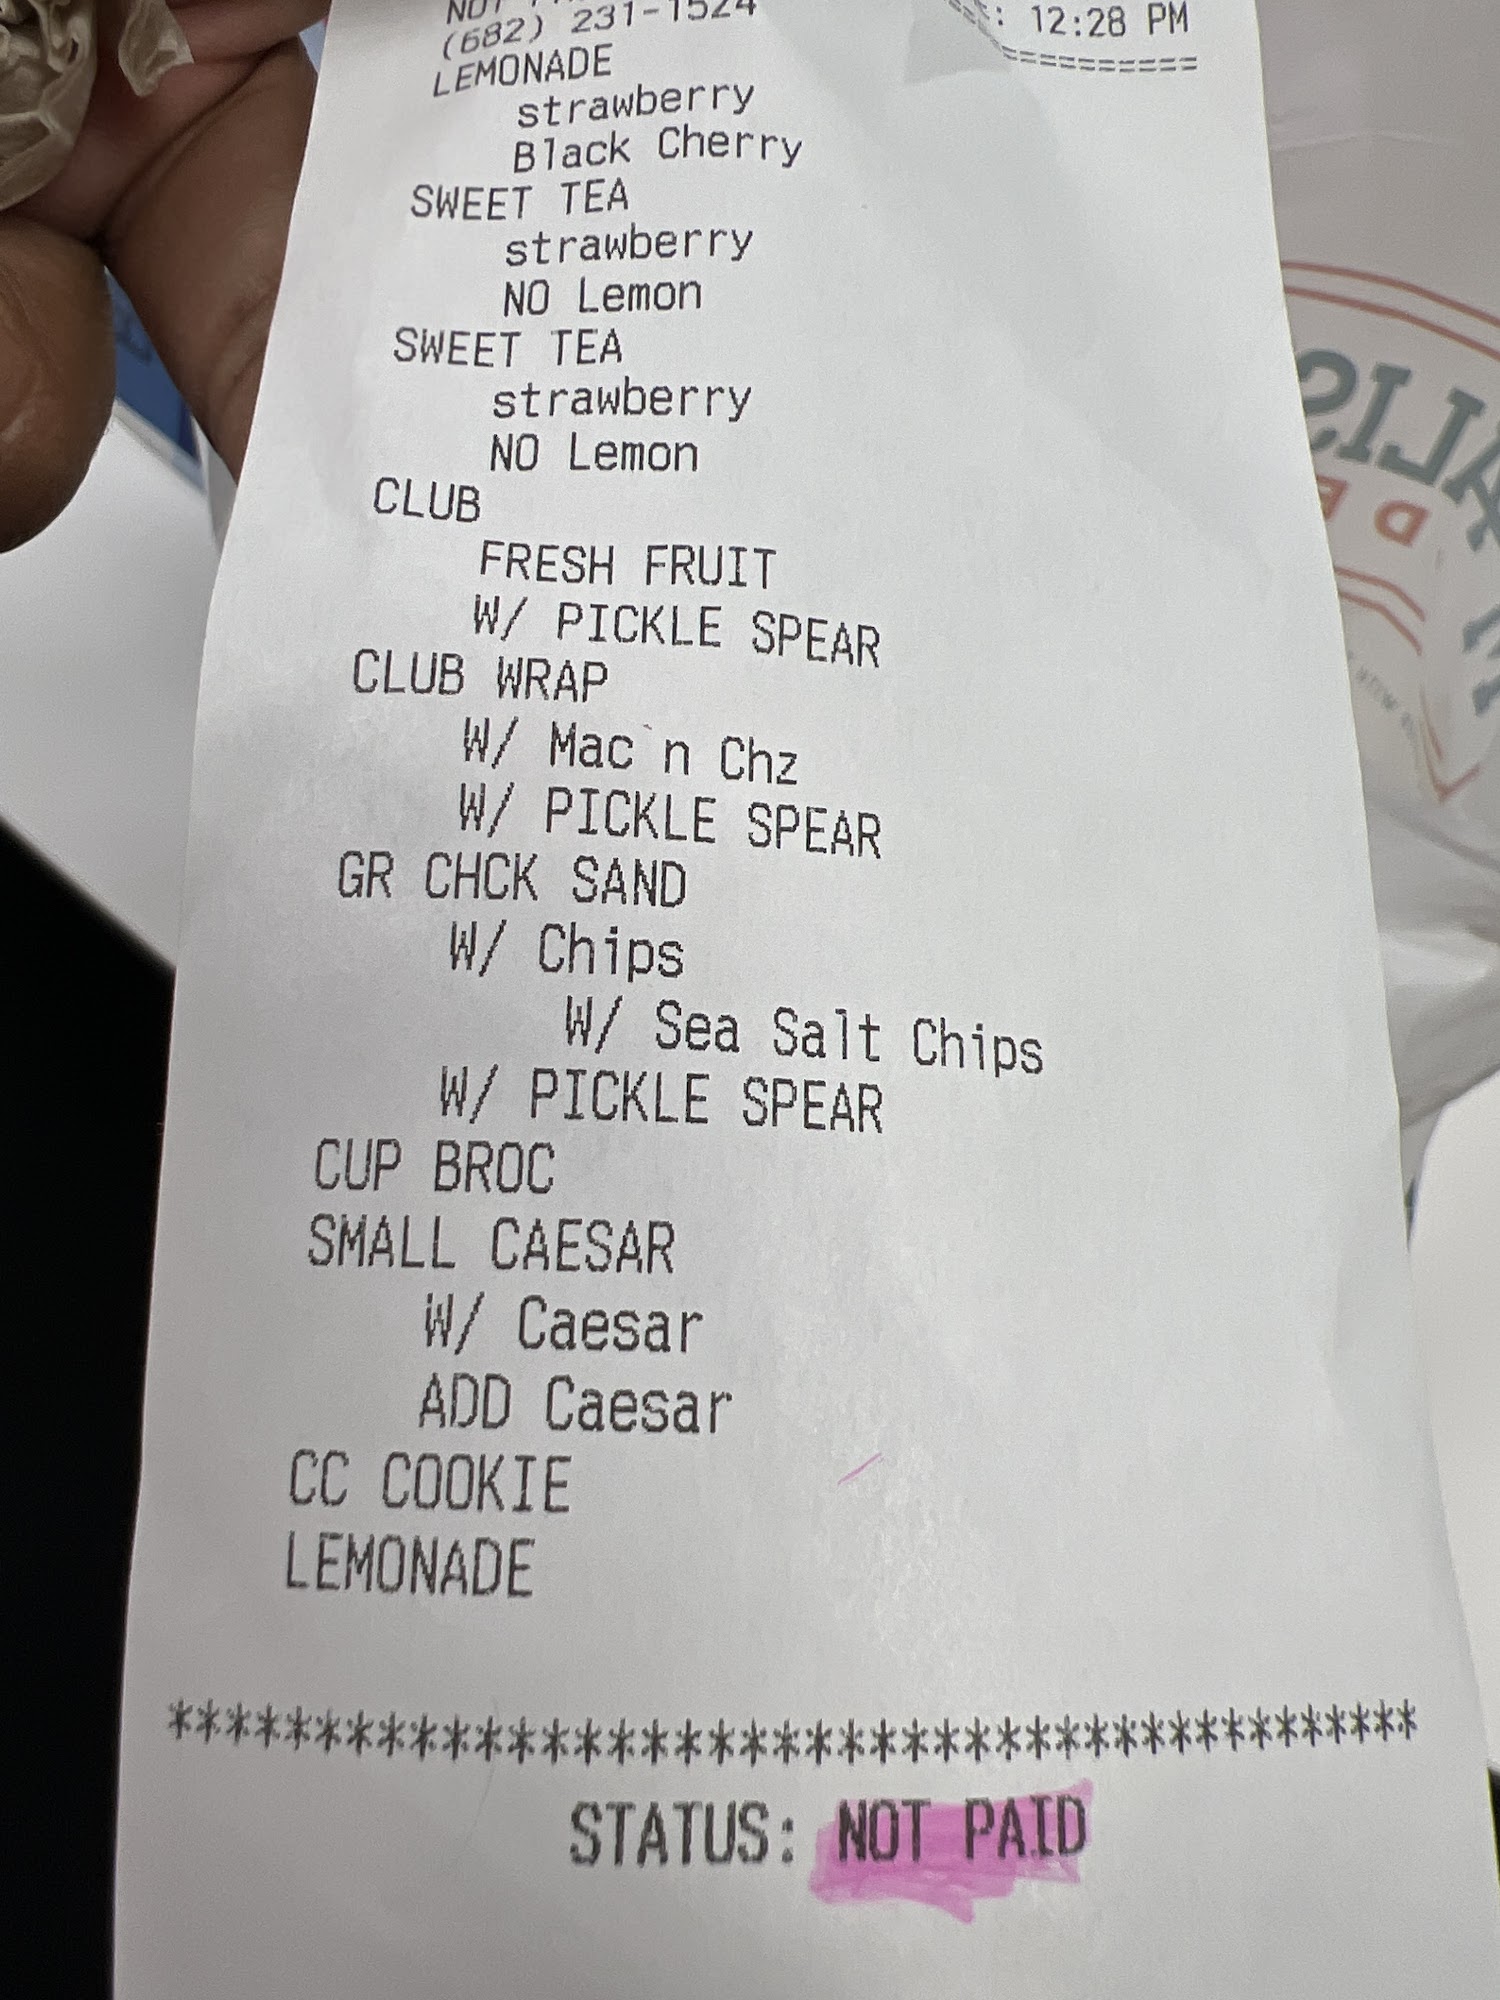 NOT
(682) 231-1524
: 12:28 PM
==========
LEMONADE
strawberry
Black Cherry
SWEET TEA
strawberry
NO Lemon
SWEET TEA
strawberry
NO Lemon
CLUB
FRESH FRUIT
W/ PICKLE SPEAR
CLUB WRAP
W/ Mac`n Chz
W/ PICKLE SPEAR
GR CHCK SAND
W/ Chips
W/ Sea Salt Chips
W/ PICKLE SPEAR
CUP BROC
SMALL CAESAR
W/ Caesar
ADD Caesar
CC COOKIE
LEMONADE
*****************************************
STATUS: NOT PAID